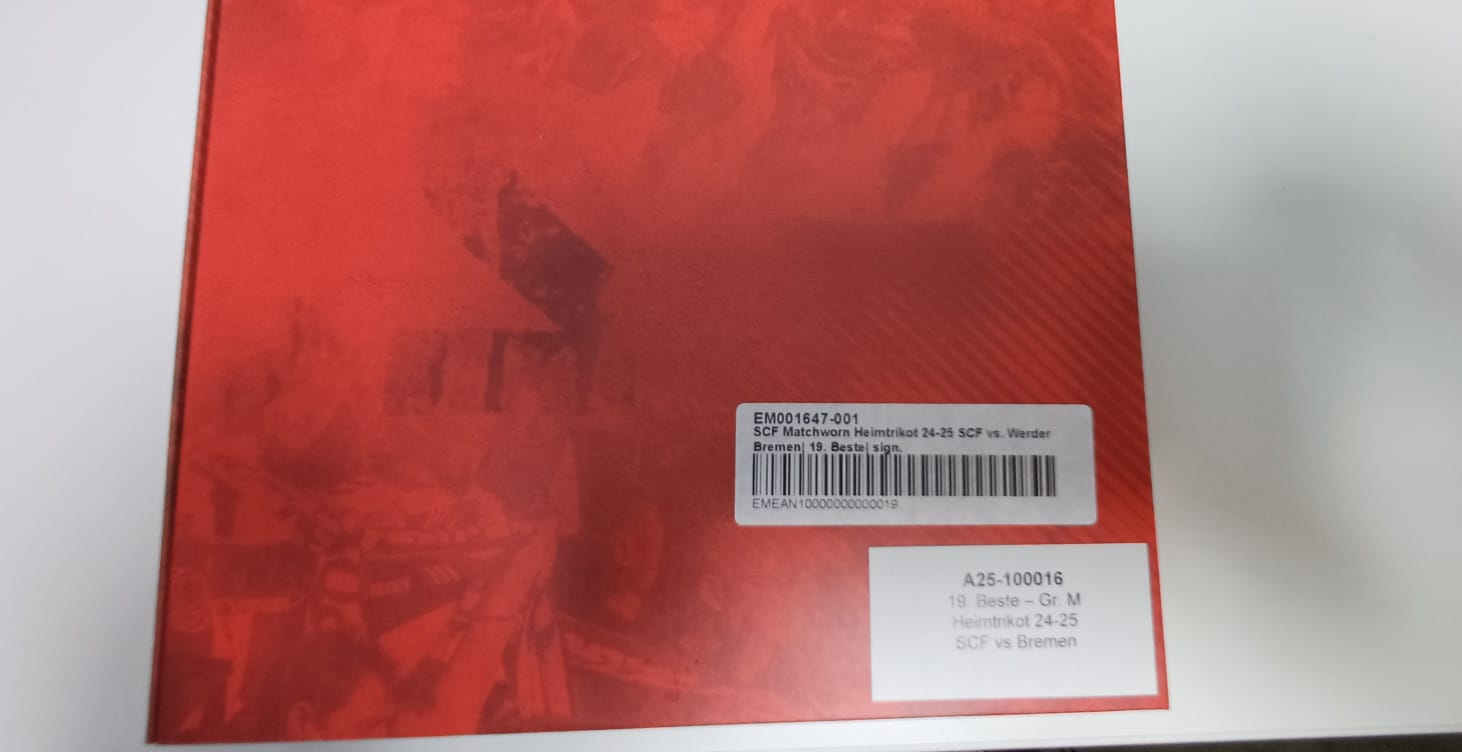 EM001647-001
SCF Matchworn Heimtrikot 24-25 SCF vs. Werder
Bremen| 19. Beste| sign.
EMEAN10000000000019
A25-100016
19. Beste – Gr. M
Heimtrikot 24-25
SCF vs Bremen